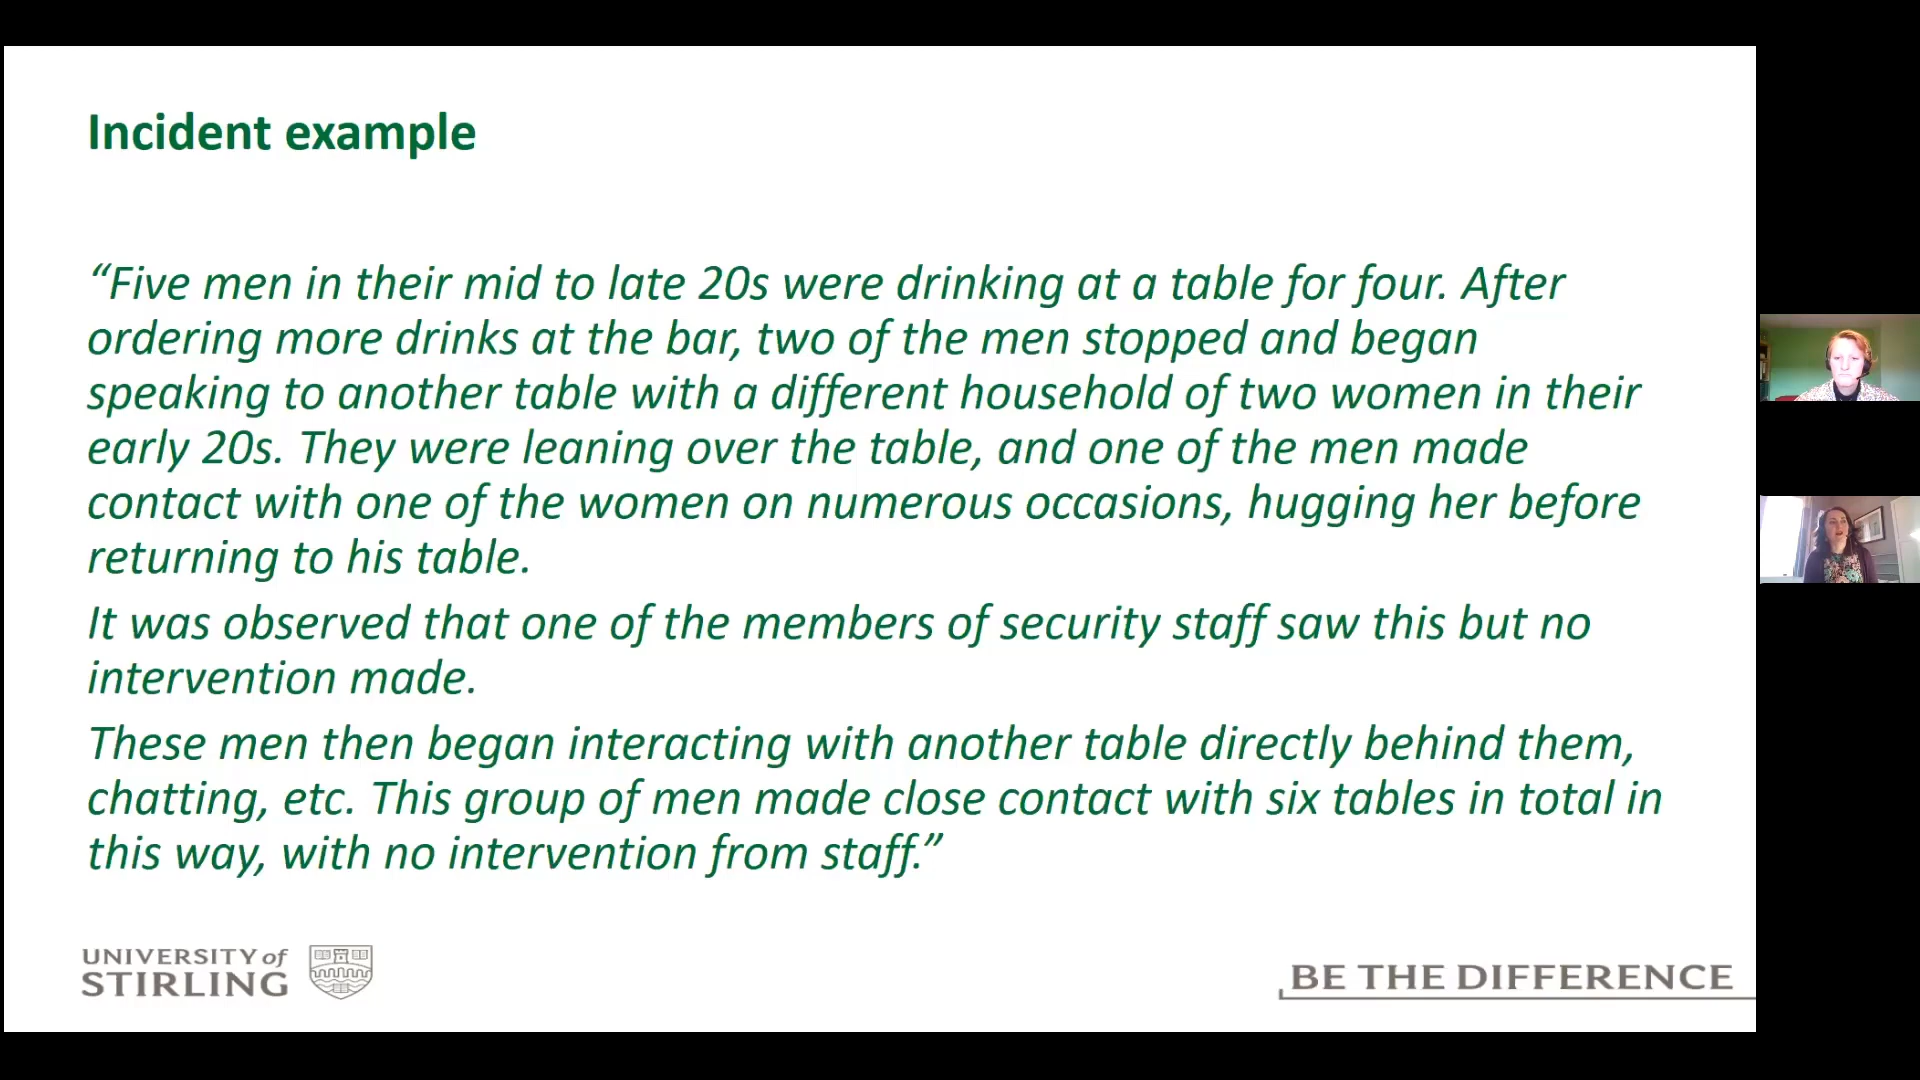 Incident example
“Five men in their mid to late 20s were drinking at a table for four. After
ordering more drinks at the bar, two of the men stopped and began
speaking to another table with a different household of two women in their
early 20s. They were leaning over the table, and one of the men made
contact with one of the women on numerous occasions, hugging her before
returning to his table.
It was observed that one of the members of security staff saw this but no
intervention made.
These men then began interacting with another table directly behind them,
chatting, etc. This group of men made close contact with six tables in total in
this way, with no intervention from staff.”
UNIVERSITY of
STIRLING
BE THE DIFFERENCE